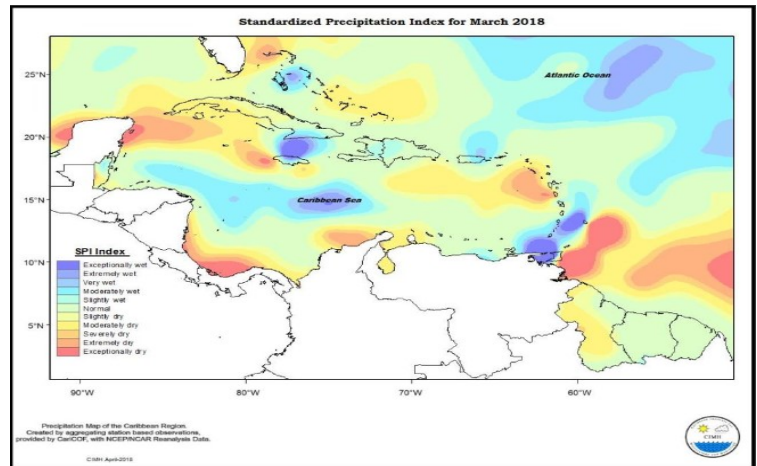 Standardized Precipitation Index for March 2018
25°N
20°N
15°N
10°N
5°N
Atlantic Ocean
Caribbean Sea
SPI Index
Exceptionally wet
Extremely wet
Very wet
Moderately wet
Slightly wet
Normal
Slightly dry
Moderately dry
Severely dry
Extremely dry
Exceptionally dry
90°W
80°W
70°W
60°W
Precipitation Map of the Caribbean Region.
Created by aggregating station based observations,
provided by CariCOF, with NCEP/NCAR Reanalysis Data.
CIMH April-2018
CIMH